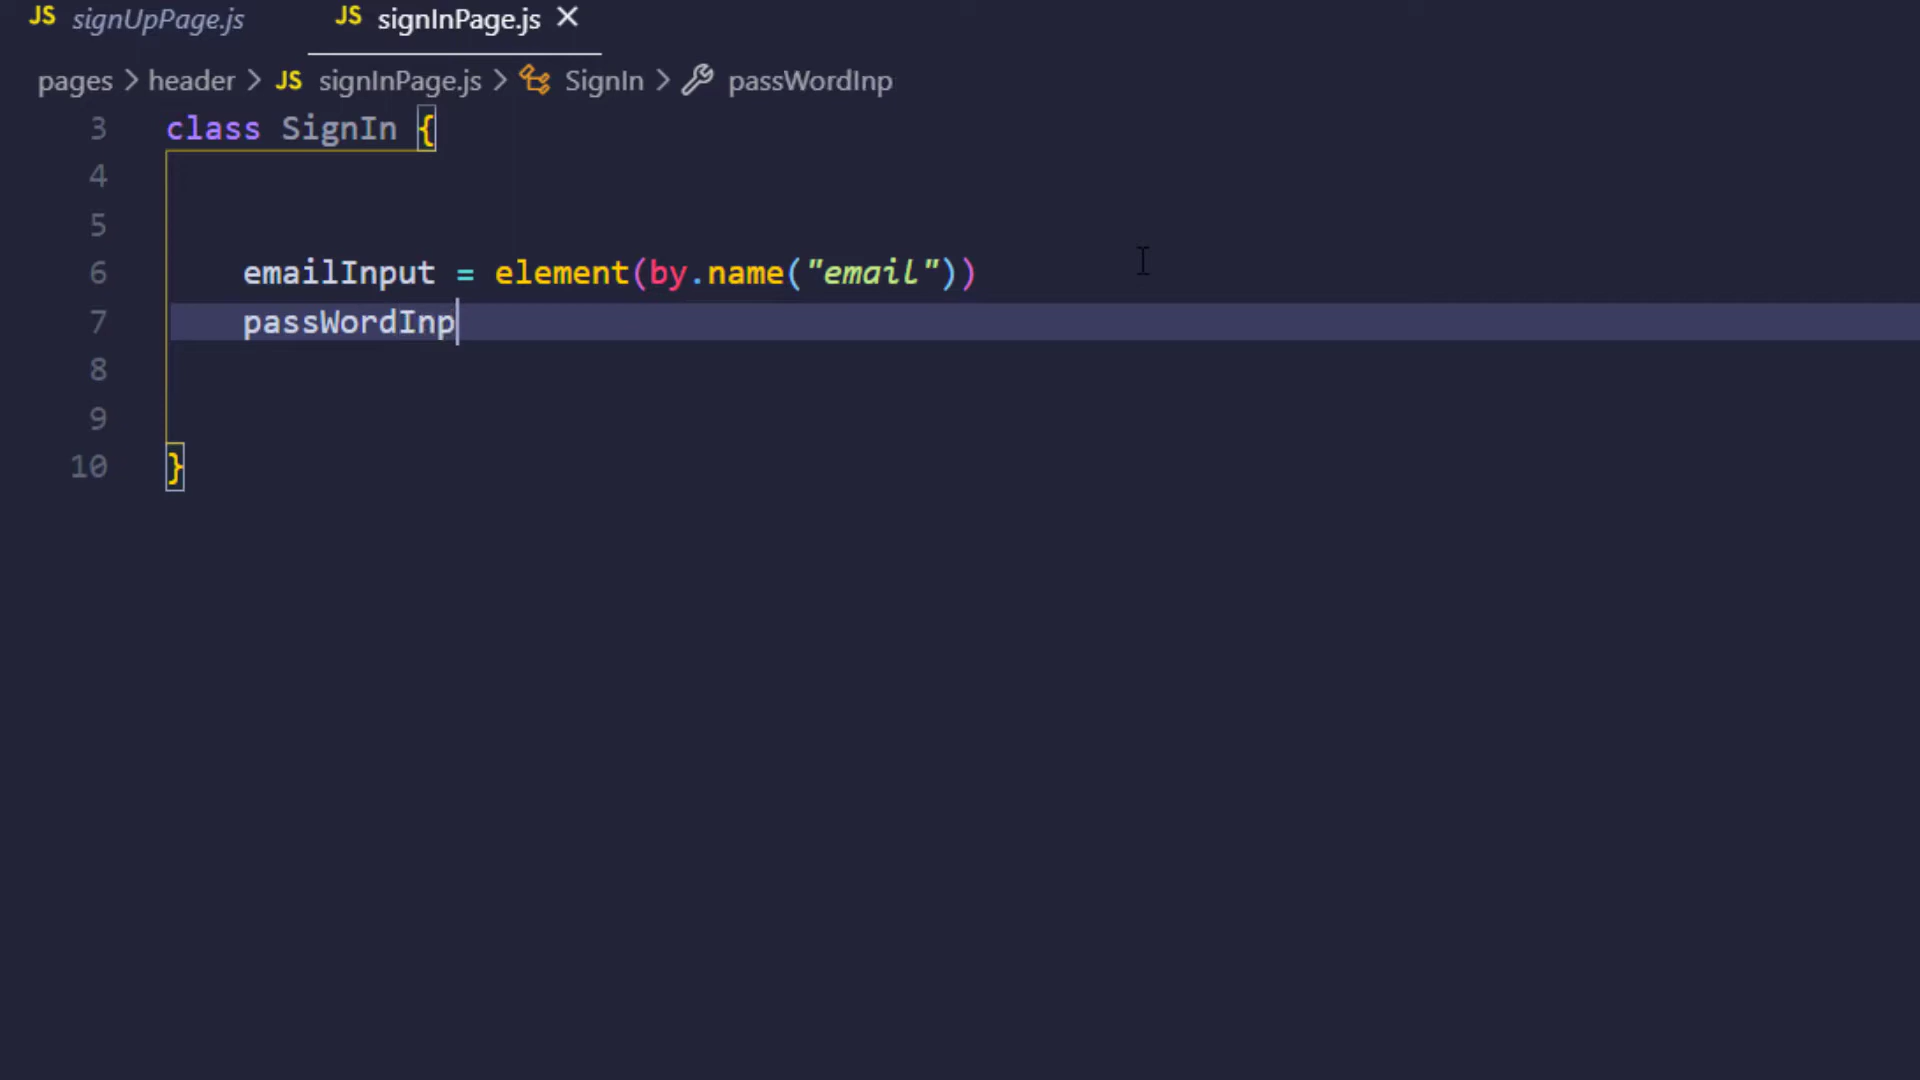 JS signUpPage.js JS signInPage.js
pages > header > JS signInPage.js > SignIn > passWordInp
3 class SignIn {
4
5
6 emailInput = element(by.name("email"))
7 passWordInp
8
9
10 }